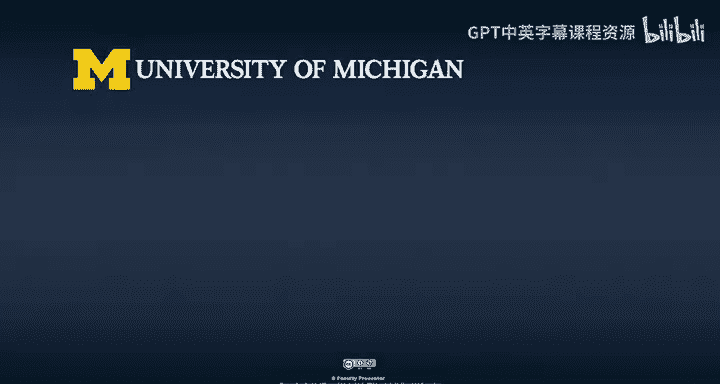 GPT中英字幕课程资源 bilibili
M UNIVERSITY OF MICHIGAN
© Faculty Presenter